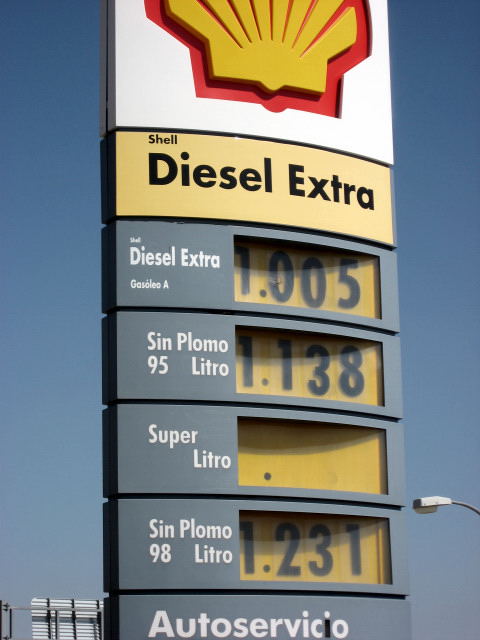 Shell
Diesel Extra
Shell
Diesel Extra
Gasóleo A
1.005
Sin Plomo
95 Litro
1.138
Super
Litro
.
Sin Plomo
98 Litro
1.231
Autoservicio